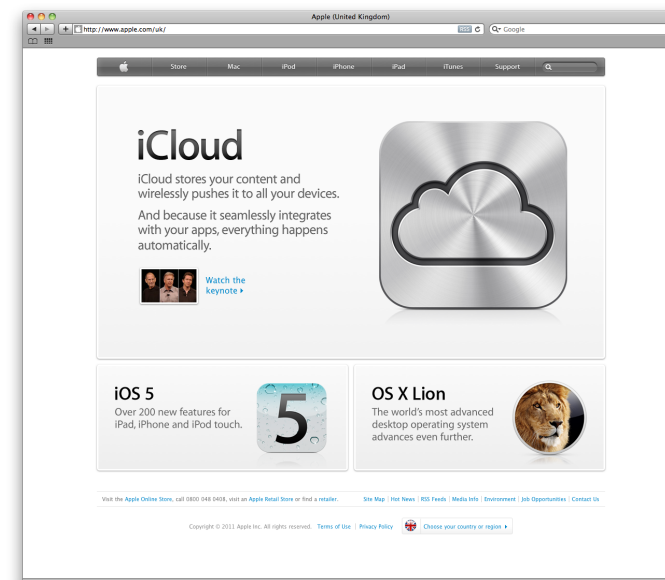 Apple (United Kingdom)
http://www.apple.com/uk/
RSS
Google
Store Mac iPod iPhone iPad iTunes Support
iCloud
iCloud stores your content and
wirelessly pushes it to all your devices.
And because it seamlessly integrates
with your apps, everything happens
automatically.
Watch the
keynote
iOS 5
Over 200 new features for
iPad, iPhone and iPod touch.
5
OS X Lion
The world's most advanced
desktop operating system
advances even further.
Visit the Apple Online Store, call 0800 048 0408, visit an Apple Retail Store or find a retailer.
Site Map | Hot News | RSS Feeds | Media Info | Environment | Job Opportunities | Contact Us
Copyright © 2011 Apple Inc. All rights reserved. Terms of Use | Privacy Policy
Choose your country or region